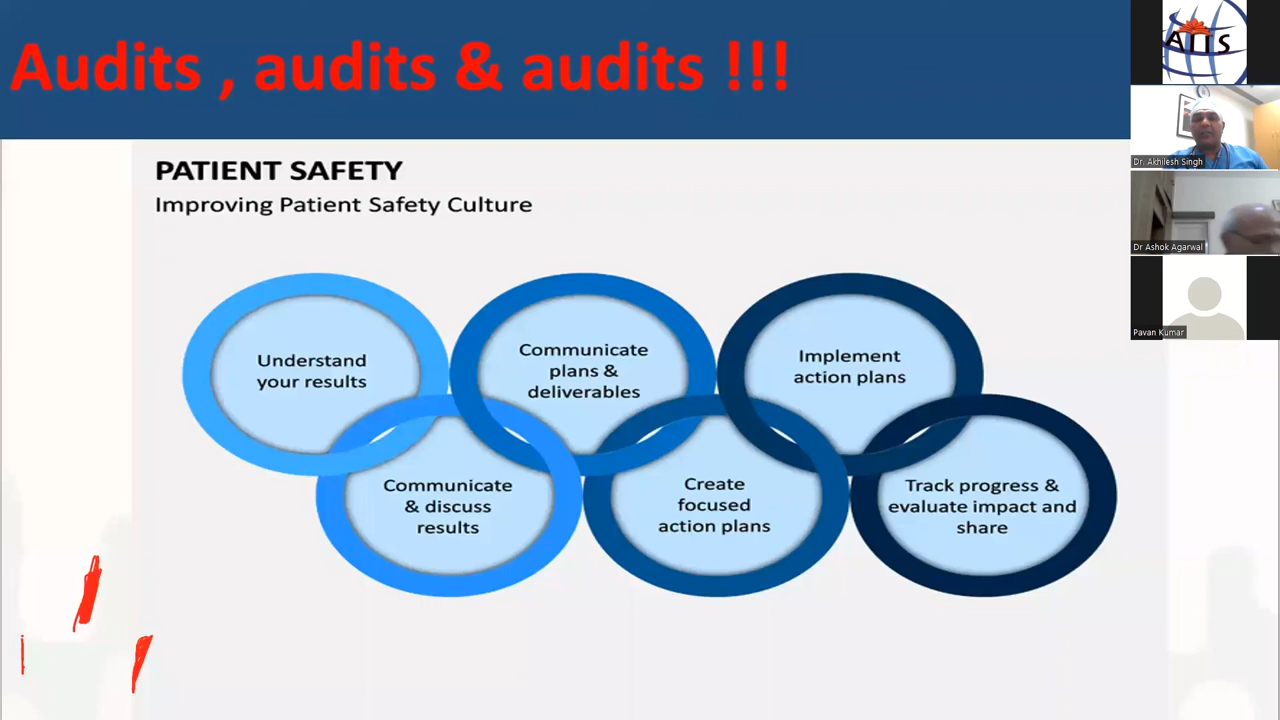 Audits , audits & audits !!!
PATIENT SAFETY
Improving Patient Safety Culture
Understand
your results
Communicate
& discuss
results
Communicate
plans &
deliverables
Create
focused
action plans
Implement
action plans
Track progress &
evaluate impact and
share
AIIS
Dr. Akhilesh Singh
Dr Ashok Agarwal
Pavan Kumar